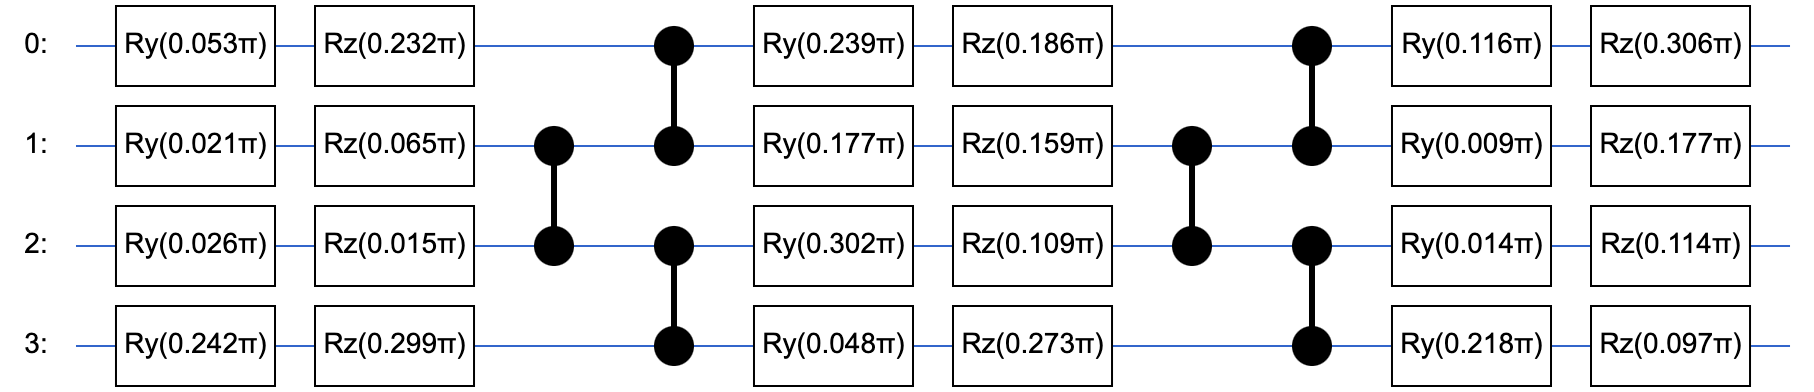 0: Ry(0.053π) Rz(0.232π) Ry(0.239π) Rz(0.186π) Ry(0.116π) Rz(0.306π)
1: Ry(0.021π) Rz(0.065π) Ry(0.177π) Rz(0.159π) Ry(0.009π) Rz(0.177π)
2: Ry(0.026π) Rz(0.015π) Ry(0.302π) Rz(0.109π) Ry(0.014π) Rz(0.114π)
3: Ry(0.242π) Rz(0.299π) Ry(0.048π) Rz(0.273π) Ry(0.218π) Rz(0.097π)